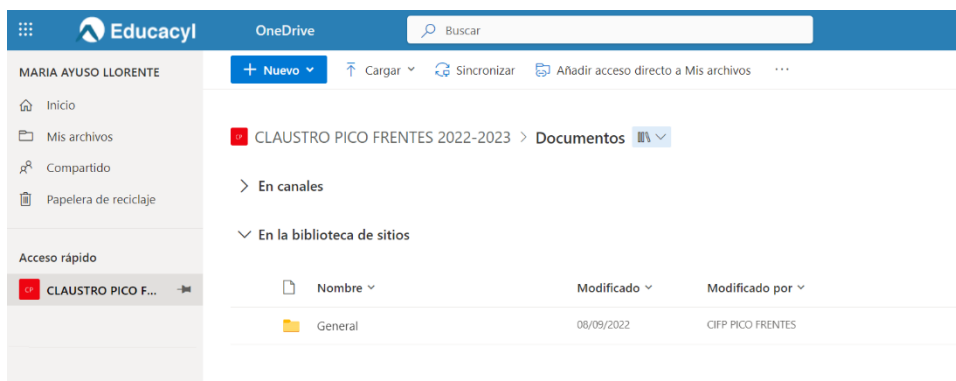 Educacyl OneDrive Buscar
MARIA AYUSO LLORENTE
Inicio
Mis archivos
Compartido
Papelera de reciclaje
Acceso rápido
CP CLAUSTRO PICO F...
+ Nuevo Cargar Sincronizar Añadir acceso directo a Mis archivos ...
CP CLAUSTRO PICO FRENTES 2022-2023 > Documentos
En canales
En la biblioteca de sitios
Nombre Modificado Modificado por
General 08/09/2022 CIFP PICO FRENTES